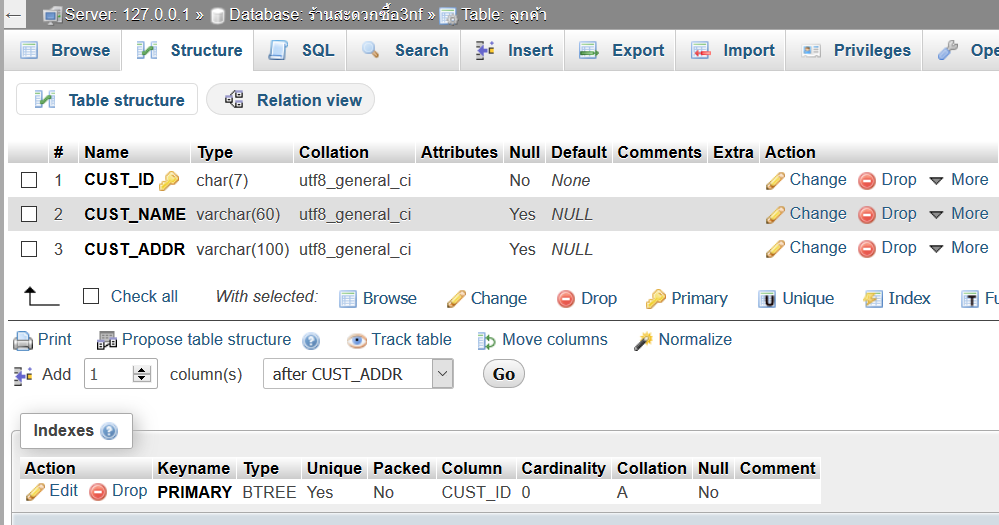 Server: 127.0.0.1 » Database: ร้านสะดวกซื้อ3nf » Table: ลูกค้า
Browse Structure SQL Search Insert Export Import Privileges Ope
Table structure Relation view
# Name Type Collation Attributes Null Default Comments Extra Action
1 CUST_ID char(7) utf8_general_ci No None Change Drop More
2 CUST_NAME varchar(60) utf8_general_ci Yes NULL Change Drop More
3 CUST_ADDR varchar(100) utf8_general_ci Yes NULL Change Drop More
Check all With selected: Browse Change Drop Primary Unique Index Fu
Print Propose table structure Track table Move columns Normalize
Add 1 column(s) after CUST_ADDR Go
Indexes
Action Keyname Type Unique Packed Column Cardinality Collation Null Comment
Edit Drop PRIMARY BTREE Yes No CUST_ID 0 A No